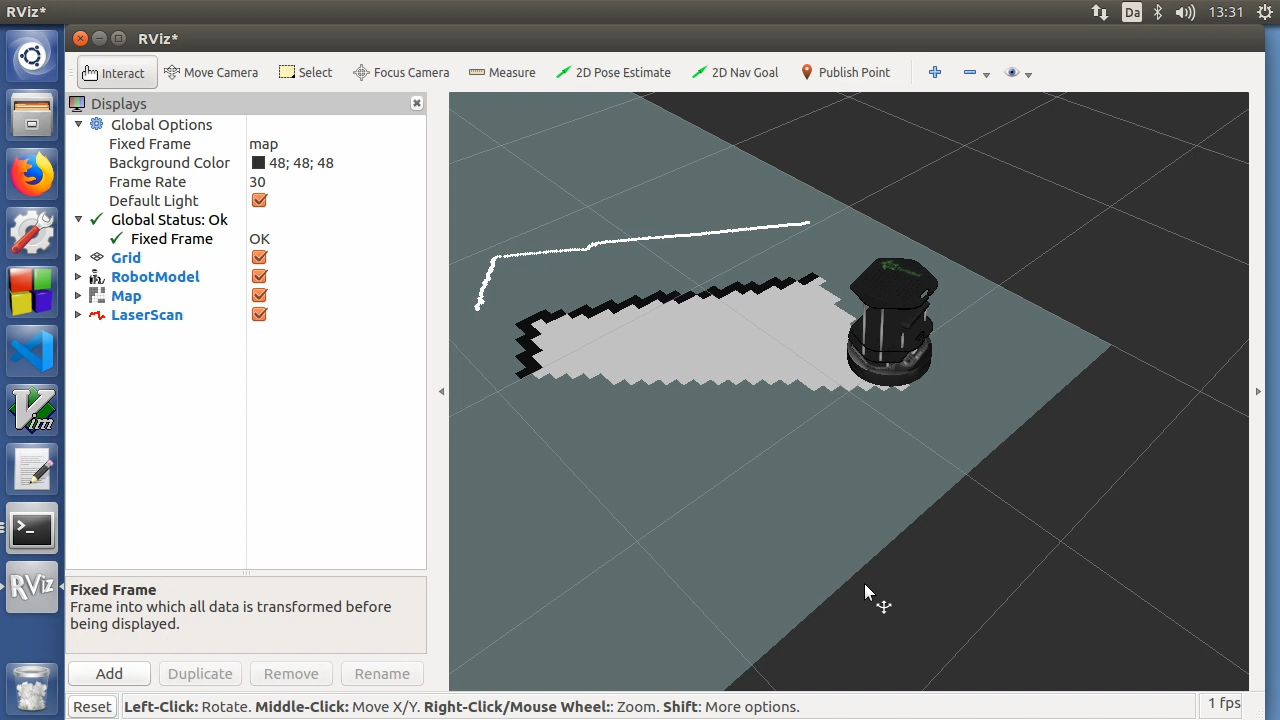 RViz*
Da
13:31
RViz*
Interact
Move Camera
Select
Focus Camera
Measure
2D Pose Estimate
2D Nav Goal
Publish Point
Displays
Global Options
Fixed Frame map
Background Color 48; 48; 48
Frame Rate 30
Default Light
Global Status: Ok
Fixed Frame OK
Grid
RobotModel
Map
LaserScan
Fixed Frame
Frame into which all data is transformed before
being displayed.
Add
Duplicate
Remove
Rename
Reset
Left-Click: Rotate. Middle-Click: Move X/Y. Right-Click/Mouse Wheel:: Zoom. Shift: More options.
1 fps
Vim
>_
RViz